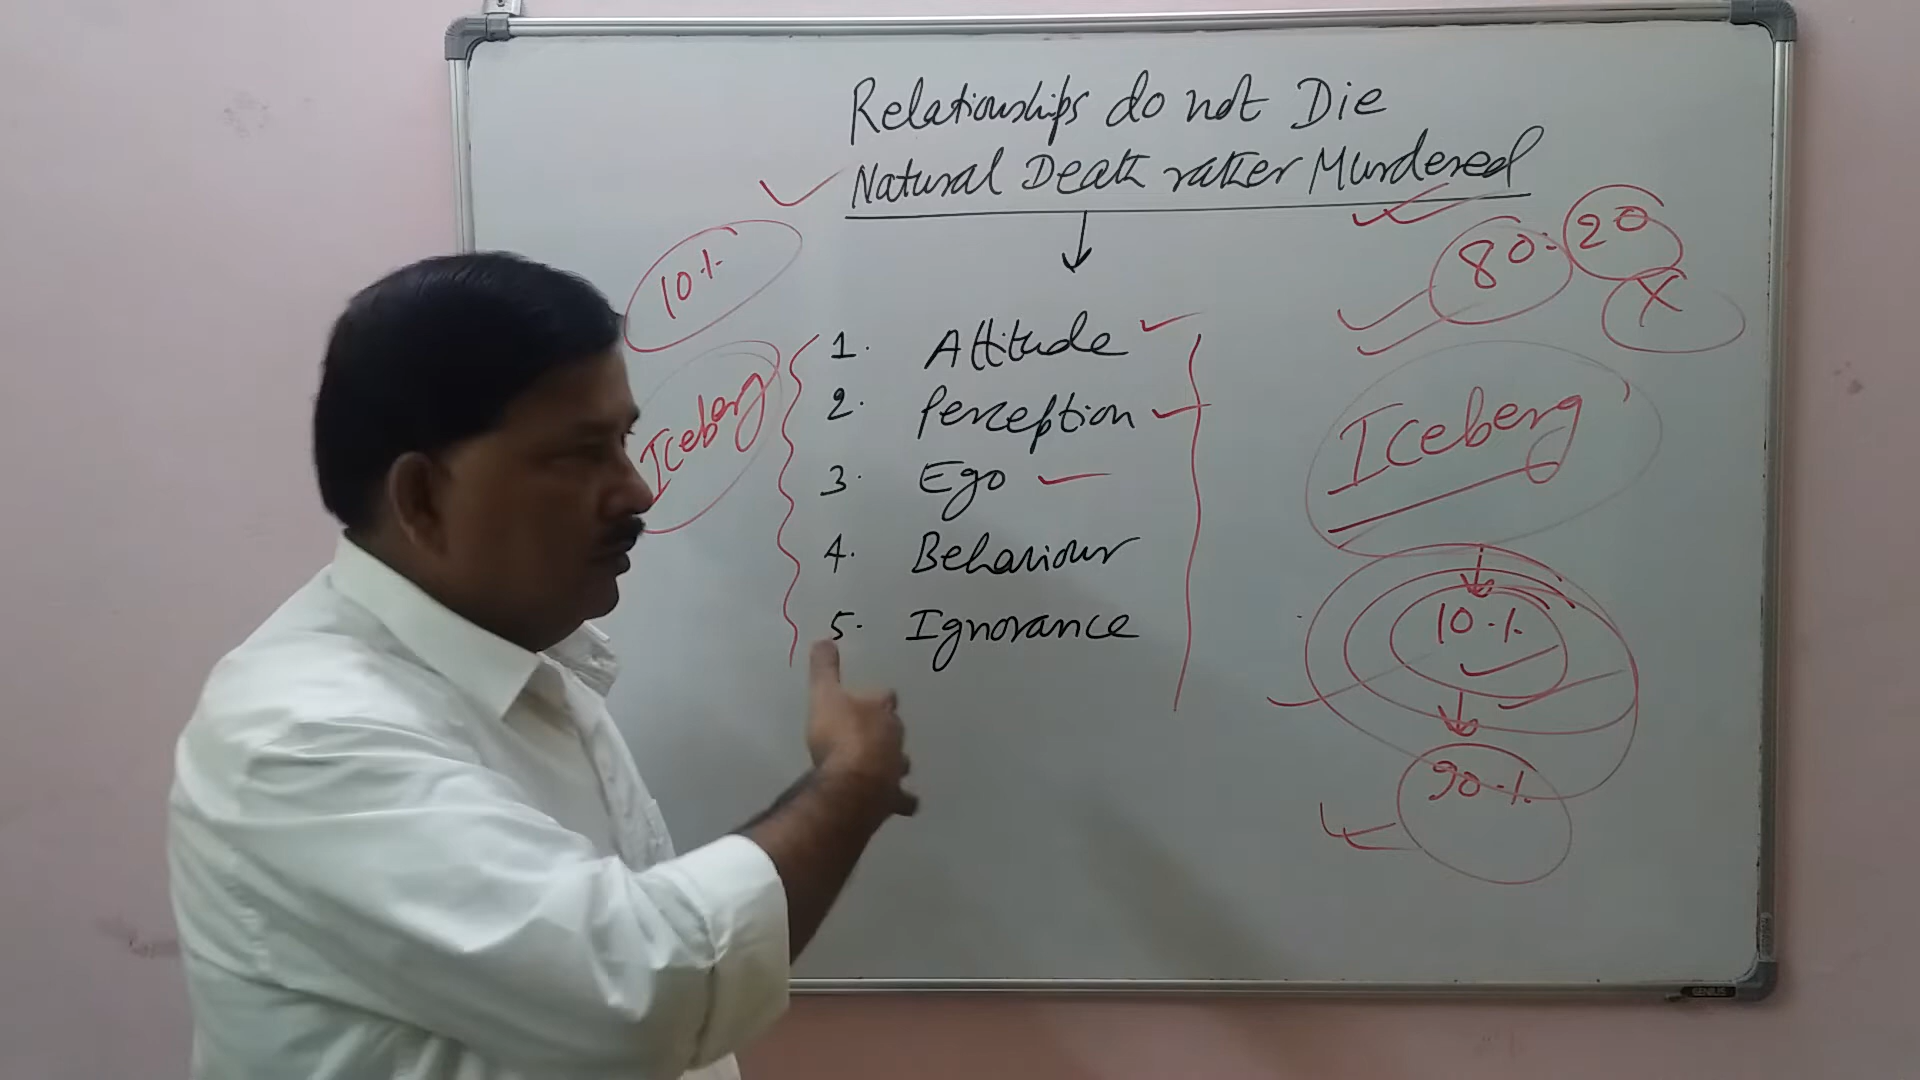 Relationships do not Die
Natural Death rather Murdered
10%
80:20
X
1. Attitude
2. Perception
3. Ego
4. Behaviour
5. Ignorance
Iceberg
Iceberg
10%
90%
GENIUS